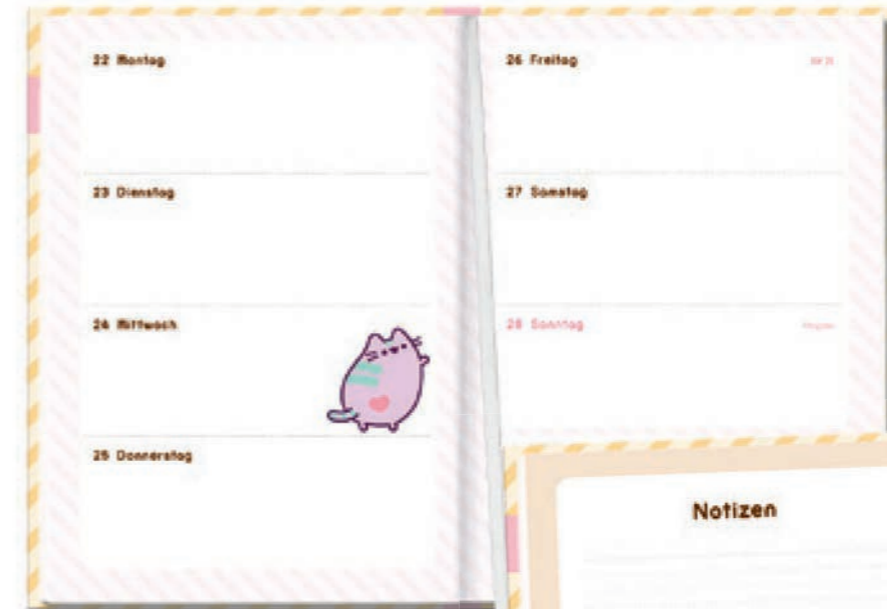 22 Montag
23 Dienstag
24 Mittwoch
25 Donnerstag
26 Freitag
27 Samstag
28 Sonntag
Notizen